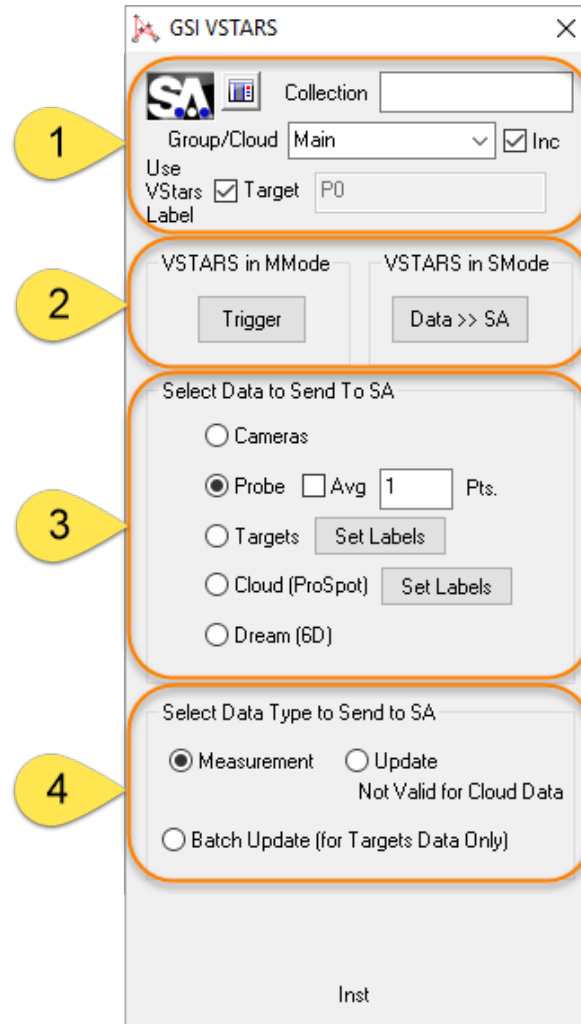 GSI VSTARS
SA Collection
1
Group/Cloud Main Inc
Use
VStars Target P0
Label
VSTARS in MMode VSTARS in SMode
2
Trigger Data >> SA
Select Data to Send To SA
Cameras
Probe Avg 1 Pts.
3
Targets Set Labels
Cloud (ProSpot) Set Labels
Dream (6D)
Select Data Type to Send to SA
Measurement Update
4
Not Valid for Cloud Data
Batch Update (for Targets Data Only)
Inst